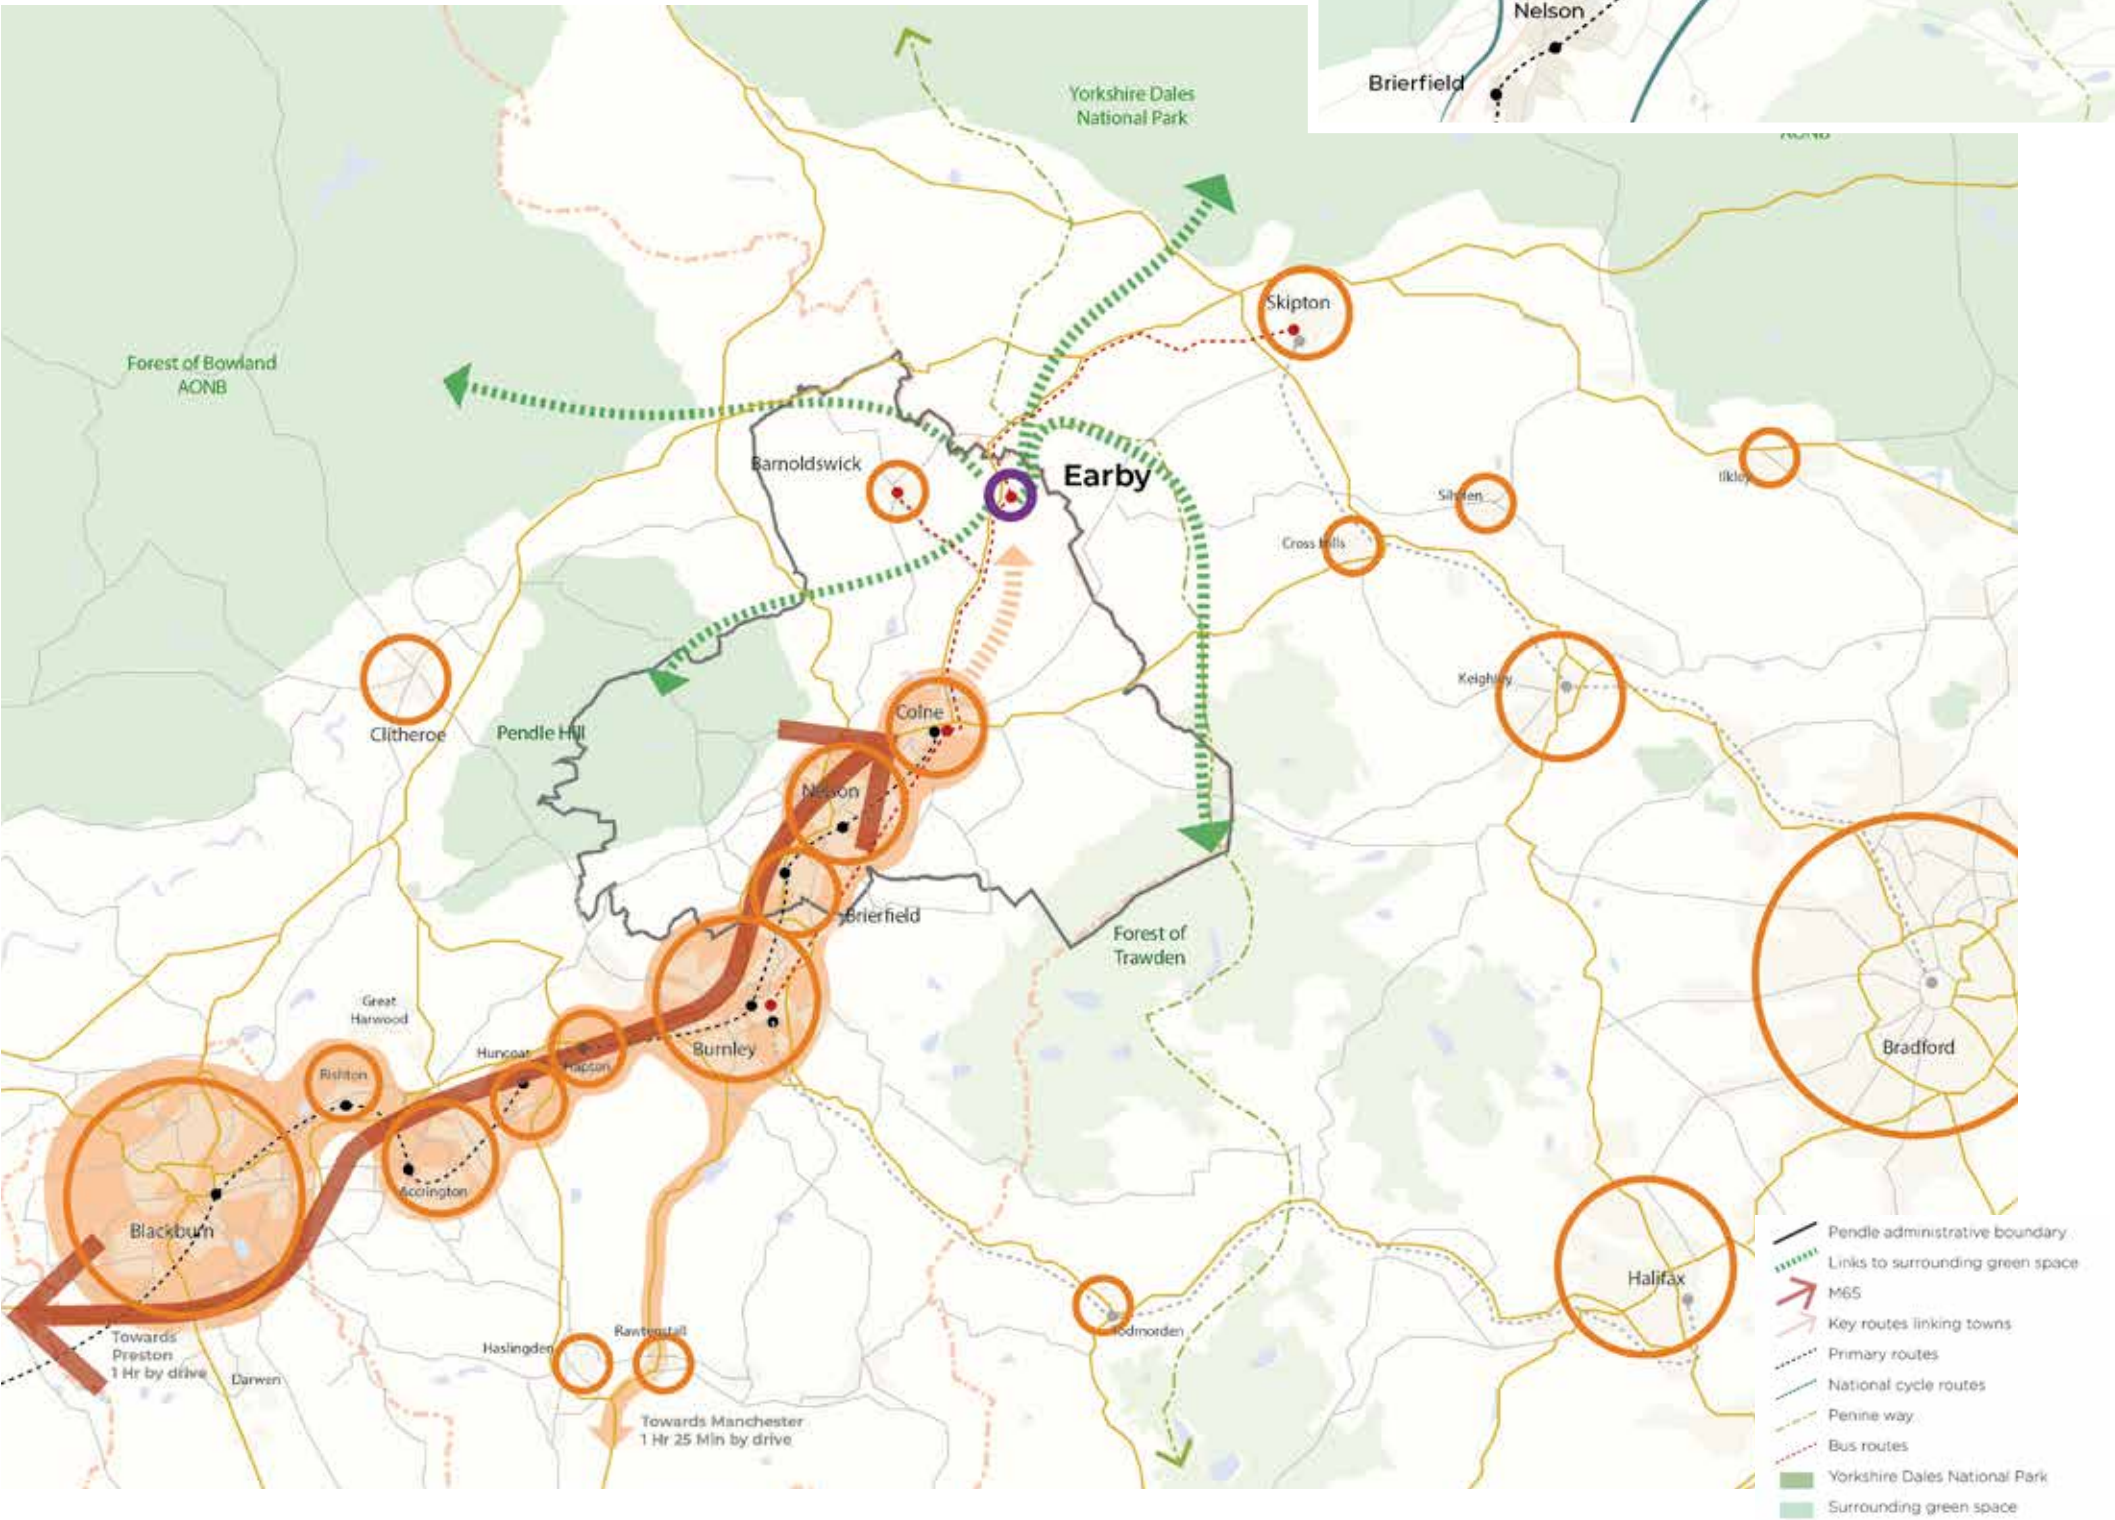 Nelson
Brierfield
Yorkshire Dales
National Park
Skipton
Forest of Bowland
AONB
Barnoldswick
Earby
Ilkley
Cross Hills
Keighley
Clitheroe
Pendle Hill
Colne
Nelson
Brierfield
Forest of
Trawden
Great
Harwood
Huncoat
Hapton
Burnley
Rishton
Bradford
Accrington
Blackburn
Halifax
Towards
Preston
1 Hr by drive
Darwen
Haslingden
Rawtenstall
Todmorden
Towards Manchester
1 Hr 25 Min by drive
Pendle administrative boundary
Links to surrounding green space
M65
Key routes linking towns
Primary routes
National cycle routes
Penine way
Bus routes
Yorkshire Dales National Park
Surrounding green space